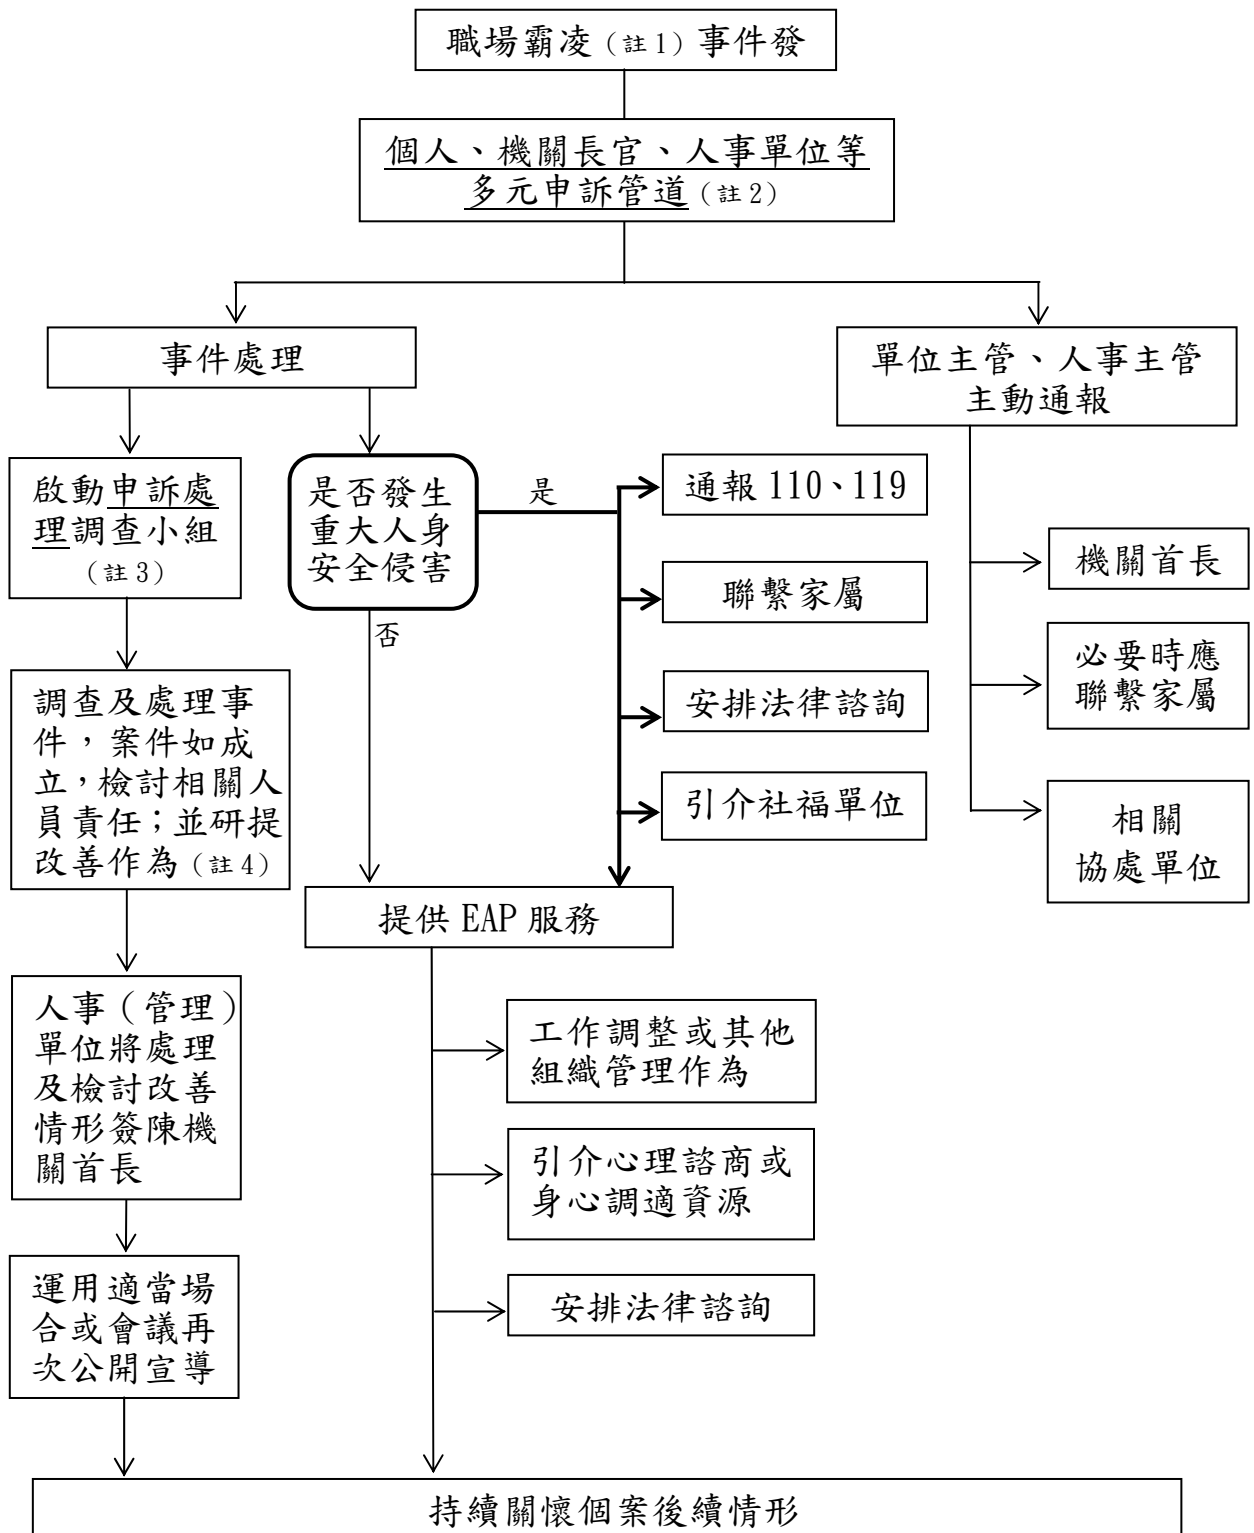 職場霸凌(註1)事件發
個人、機關長官、人事單位等
多元申訴管道(註2)
事件處理
單位主管、人事主管
主動通報
啟動申訴處
理調查小組
(註3)
是否發生
重大人身
安全侵害
是
否
通報 110、119
聯繫家屬
安排法律諮詢
引介社福單位
機關首長
必要時應
聯繫家屬
相關
協處單位
調查及處理事
件，案件如成
立，檢討相關人
員責任；並研提
改善作為(註4)
提供 EAP 服務
人事（管理）
單位將處理
及檢討改善
情形簽陳機
關首長
工作調整或其他
組織管理作為
引介心理諮商或
身心調適資源
安排法律諮詢
運用適當場
合或會議再
次公開宣導
持續關懷個案後續情形